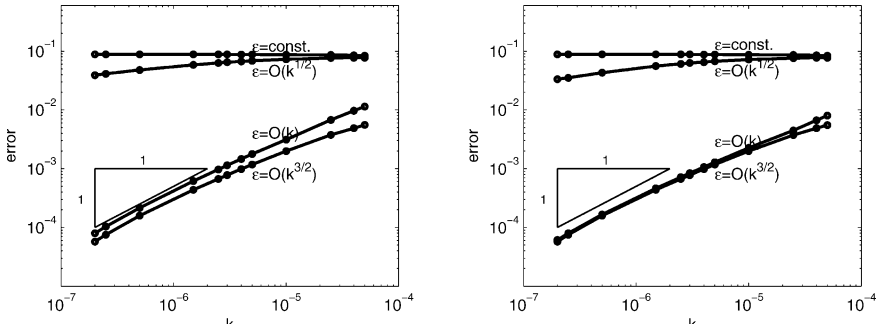 10⁻¹
10⁻²
10⁻³
10⁻⁴
error
ε=const.
ε=O(k^{1/2})
ε=O(k)
ε=O(k^{3/2})
1
1
10⁻⁷
10⁻⁶
10⁻⁵
10⁻⁴
k
10⁻¹
10⁻²
10⁻³
10⁻⁴
error
ε=const.
ε=O(k^{1/2})
ε=O(k)
ε=O(k^{3/2})
1
1
10⁻⁷
10⁻⁶
10⁻⁵
10⁻⁴
k